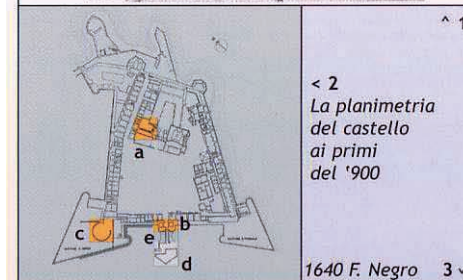 ^ 1
< 2
La planimetria
del castello
ai primi
del '900
a
b
c
e
d
1640 F. Negro 3